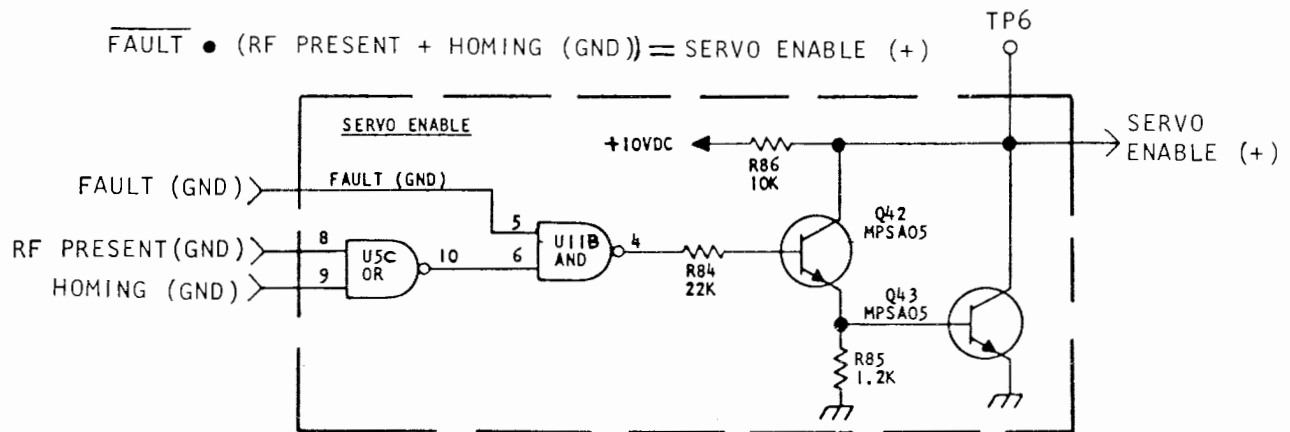 TP6
FAULT • (RF PRESENT + HOMING (GND)) = SERVO ENABLE (+)
SERVO ENABLE
+10VDC
R86
10K
SERVO
ENABLE (+)
FAULT (GND)
FAULT (GND)
5
6
U11B
AND
4
R84
22K
Q42
MPSA05
RF PRESENT(GND)
8
HOMING (GND)
9
U5C
OR
10
Q43
MPSA05
R85
1.2K